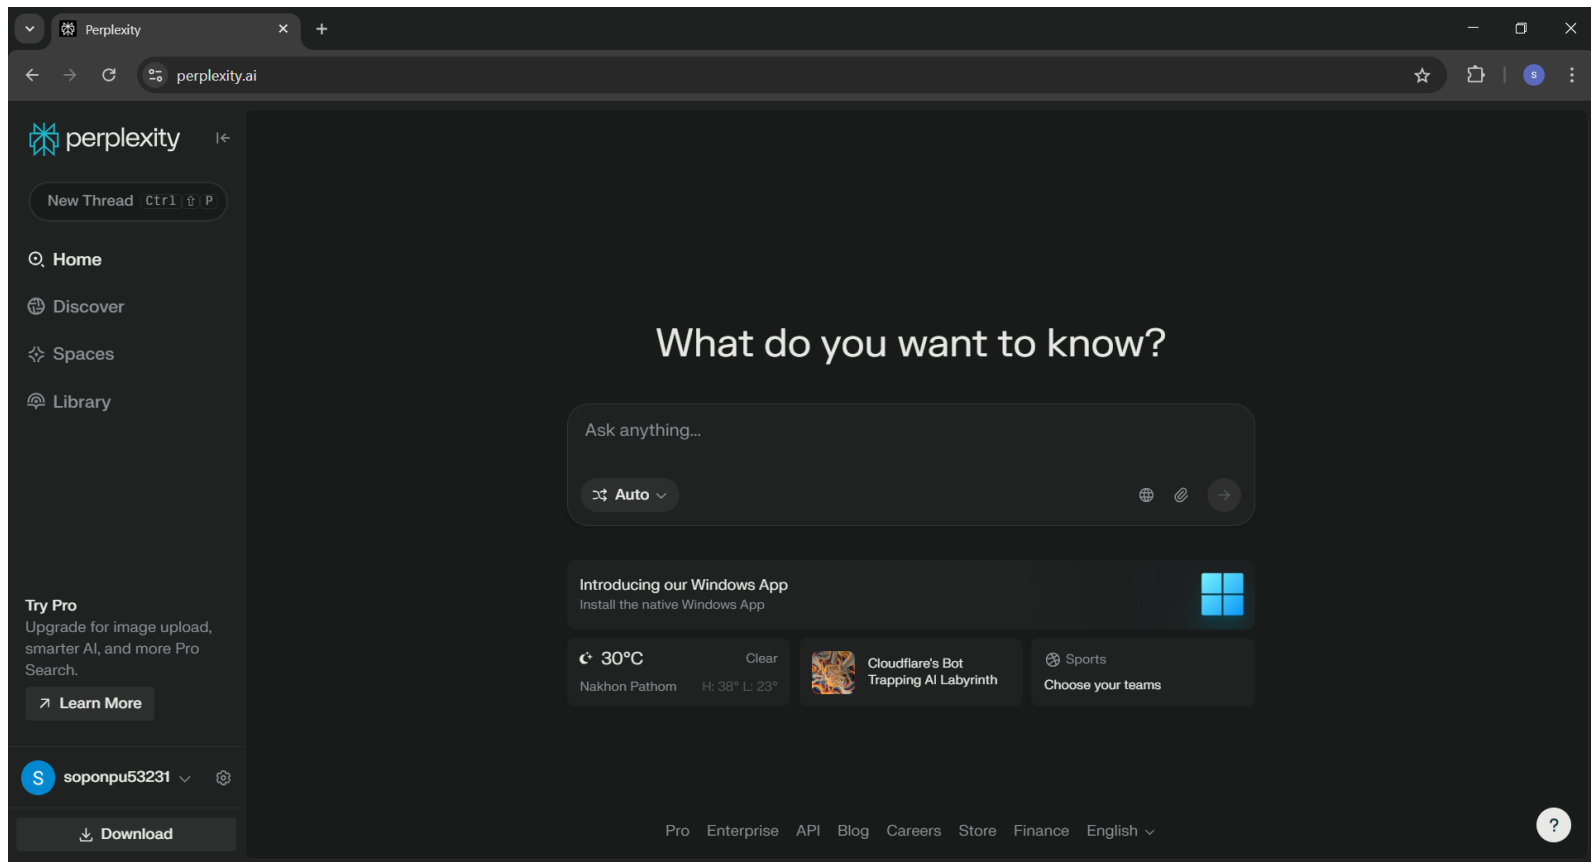 Perplexity
perplexity.ai
S
perplexity
New Thread Ctrl ⇧ P
Home
Discover
Spaces
Library
Try Pro
Upgrade for image upload,
smarter AI, and more Pro
Search.
Learn More
S soponpu53231
Download
What do you want to know?
Ask anything...
Auto
Introducing our Windows App
Install the native Windows App
30°C Clear
Nakhon Pathom H: 38° L: 23°
Cloudflare's Bot
Trapping AI Labyrinth
Sports
Choose your teams
Pro Enterprise API Blog Careers Store Finance English
?